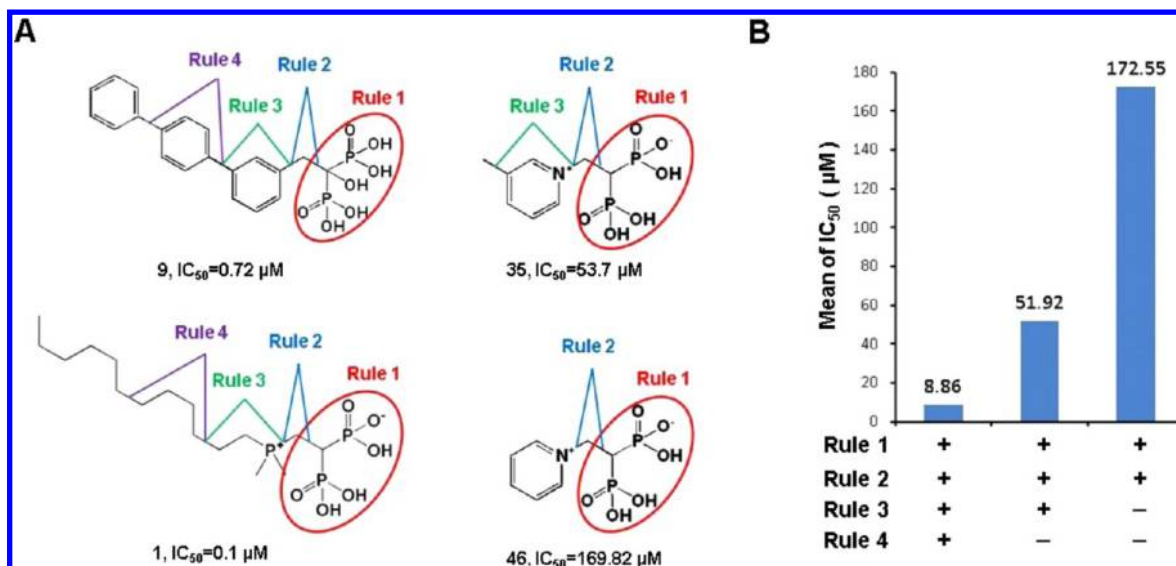 A
Rule 4
Rule 3
Rule 2
Rule 1
O
P
O
P
OH
OH
OH
OH
OH
9, IC50=0.72 µM
Rule 3
Rule 2
Rule 1
N+
O
P
O-
OH
O
P
OH
OH
35, IC50=53.7 µM
Rule 4
Rule 3
Rule 2
Rule 1
P+
O
P
O-
OH
O
P
OH
OH
1, IC50=0.1 µM
Rule 2
Rule 1
N+
O
P
O-
OH
O
P
OH
OH
46, IC50=169.82 µM
B
Mean of IC50 ( µM)
180
160
140
120
100
80
60
40
20
0
8.86
51.92
172.55
Rule 1 + + +
Rule 2 + + +
Rule 3 + + –
Rule 4 + – –